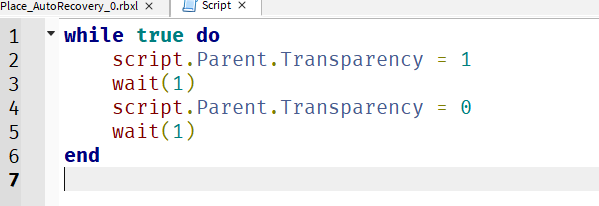 Place_AutoRecovery_0.rbxl × Script ×
1 while true do
2 script.Parent.Transparency = 1
3 wait(1)
4 script.Parent.Transparency = 0
5 wait(1)
6 end
7